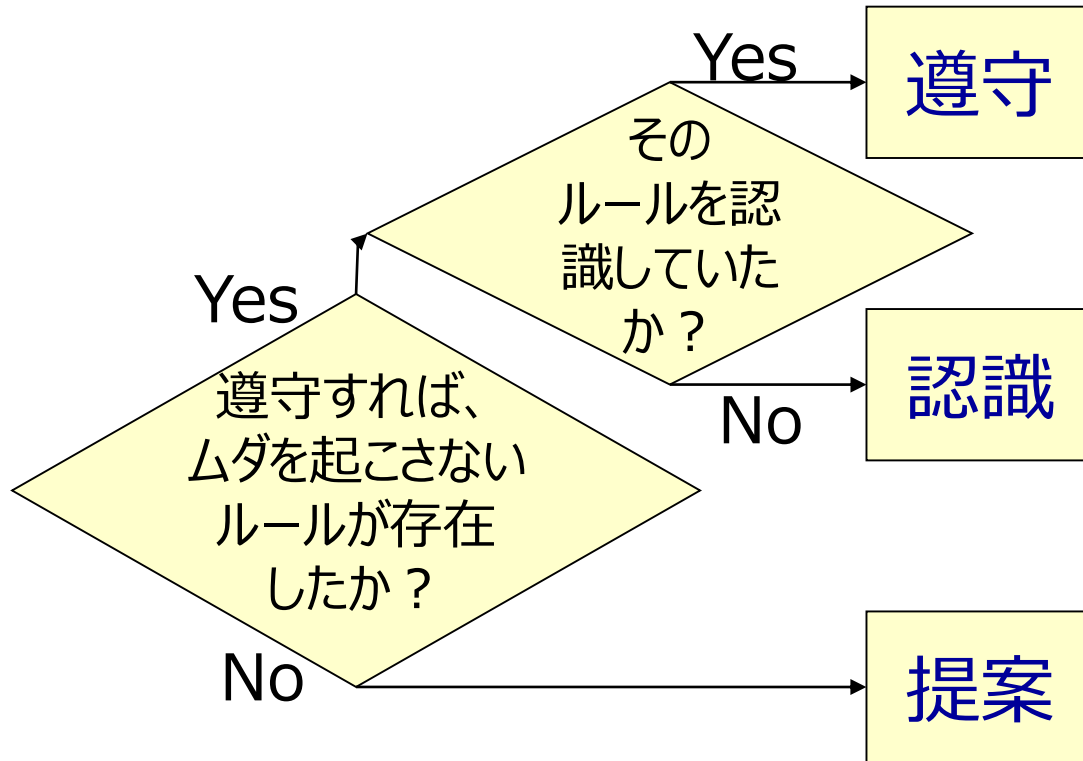 Yes
遵守
その
ルールを認
識していた
か？
Yes
認識
No
遵守すれば、
ムダを起こさない
ルールが存在
したか？
No
提案